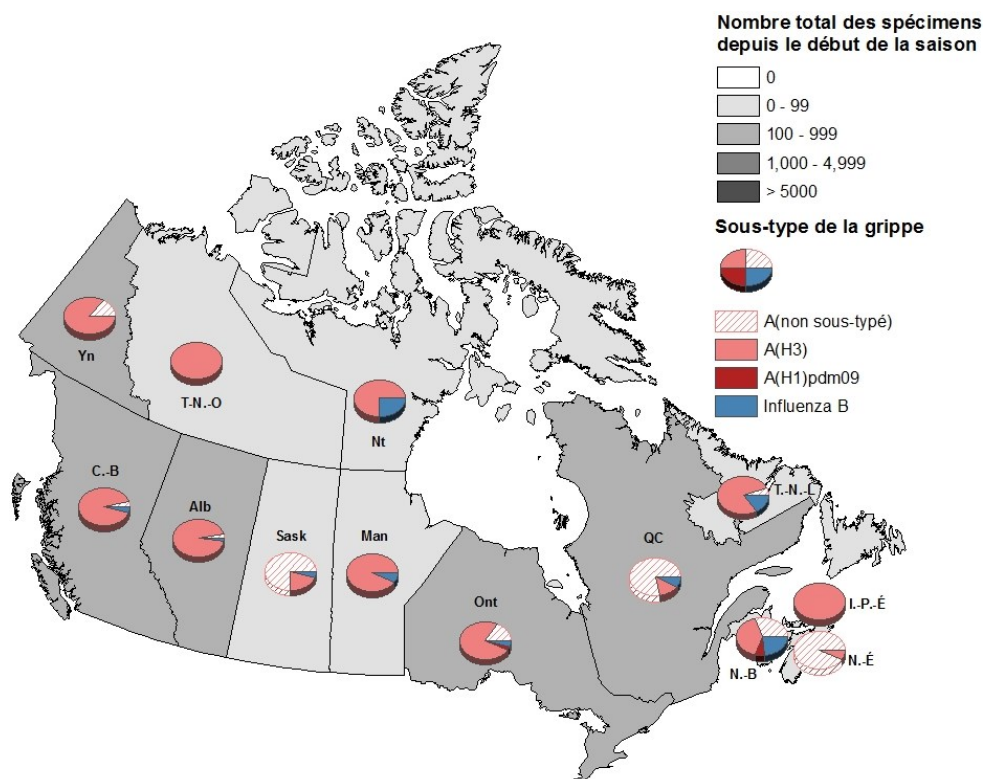 Nombre total des spécimens
depuis le début de la saison
0
0 - 99
100 - 999
1,000 - 4,999
> 5000
Sous-type de la grippe
A(non sous-typé)
A(H3)
A(H1)pdm09
Influenza B
Yn
T-N.-O
Nt
C.-B
Alb
Sask
Man
Ont
QC
T.-N.-L
I.-P.-É
N.-B
N.-É